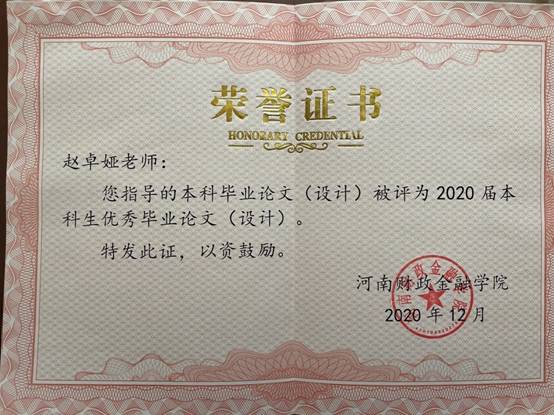 荣誉证书
HONORARY CREDENTIAL
赵卓娅老师：
您指导的本科毕业论文（设计）被评为2020届本
科生优秀毕业论文（设计）。
特发此证，以资鼓励。
河南财政金融学院
2020年12月